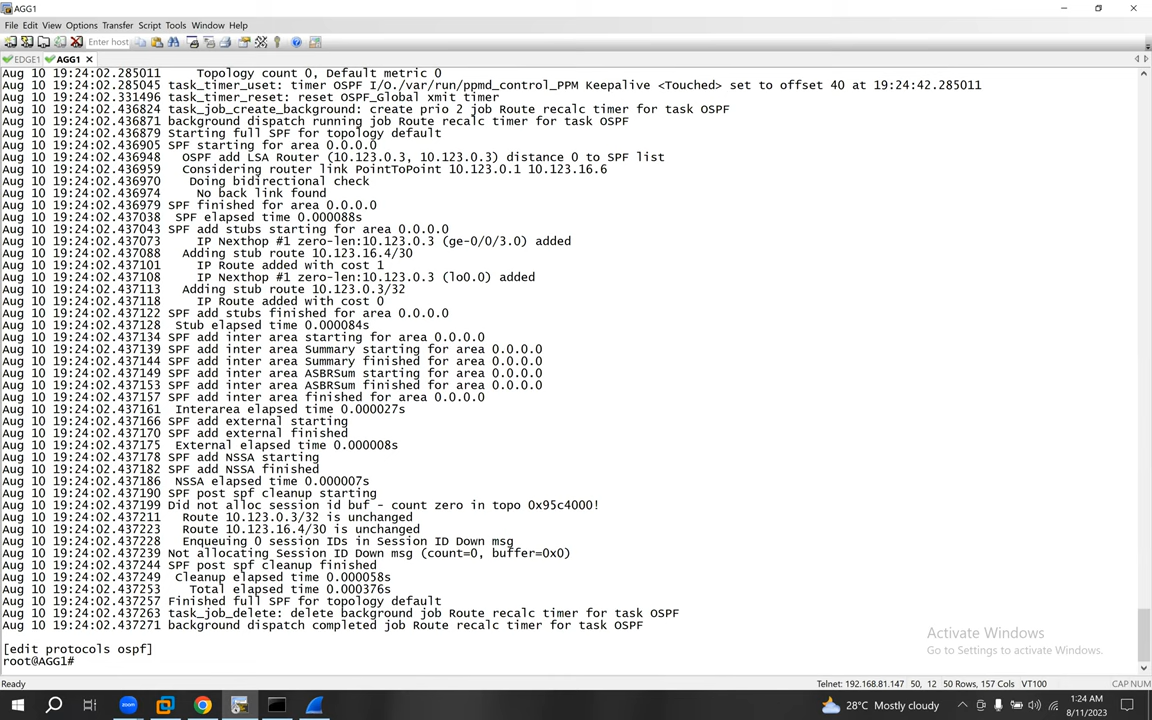 AGG1
File Edit View Options Transfer Script Tools Window Help
Enter host
EDGE1 AGG1
Aug 10 19:24:02.285011 Topology count 0, Default metric 0
Aug 10 19:24:02.285045 task_timer_uset: timer OSPF I/O./var/run/ppmd_control_PPM Keepalive <Touched> set to offset 40 at 19:24:42.285011
Aug 10 19:24:02.331496 task_timer_reset: reset OSPF_Global xmit timer
Aug 10 19:24:02.436824 task_job_create_background: create prio 2 job Route recalc timer for task OSPF
Aug 10 19:24:02.436871 background dispatch running job Route recalc timer for task OSPF
Aug 10 19:24:02.436879 Starting full SPF for topology default
Aug 10 19:24:02.436905 SPF starting for area 0.0.0.0
Aug 10 19:24:02.436948 OSPF add LSA Router (10.123.0.3, 10.123.0.3) distance 0 to SPF list
Aug 10 19:24:02.436959 Considering router link PointToPoint 10.123.0.1 10.123.16.6
Aug 10 19:24:02.436970 Doing bidirectional check
Aug 10 19:24:02.436974 No back link found
Aug 10 19:24:02.436979 SPF finished for area 0.0.0.0
Aug 10 19:24:02.437038 SPF elapsed time 0.000088s
Aug 10 19:24:02.437043 SPF add stubs starting for area 0.0.0.0
Aug 10 19:24:02.437073 IP Nexthop #1 zero-len:10.123.0.3 (ge-0/0/3.0) added
Aug 10 19:24:02.437088 Adding stub route 10.123.16.4/30
Aug 10 19:24:02.437101 IP Route added with cost 1
Aug 10 19:24:02.437108 IP Nexthop #1 zero-len:10.123.0.3 (lo0.0) added
Aug 10 19:24:02.437113 Adding stub route 10.123.0.3/32
Aug 10 19:24:02.437118 IP Route added with cost 0
Aug 10 19:24:02.437122 SPF add stubs finished for area 0.0.0.0
Aug 10 19:24:02.437128 Stub elapsed time 0.000084s
Aug 10 19:24:02.437134 SPF add inter area starting for area 0.0.0.0
Aug 10 19:24:02.437139 SPF add inter area Summary starting for area 0.0.0.0
Aug 10 19:24:02.437144 SPF add inter area Summary finished for area 0.0.0.0
Aug 10 19:24:02.437149 SPF add inter area ASBRSum starting for area 0.0.0.0
Aug 10 19:24:02.437153 SPF add inter area ASBRSum finished for area 0.0.0.0
Aug 10 19:24:02.437157 SPF add inter area finished for area 0.0.0.0
Aug 10 19:24:02.437161 Interarea elapsed time 0.000027s
Aug 10 19:24:02.437166 SPF add external starting
Aug 10 19:24:02.437170 SPF add external finished
Aug 10 19:24:02.437175 External elapsed time 0.000008s
Aug 10 19:24:02.437178 SPF add NSSA starting
Aug 10 19:24:02.437182 SPF add NSSA finished
Aug 10 19:24:02.437186 NSSA elapsed time 0.000007s
Aug 10 19:24:02.437190 SPF post spf cleanup starting
Aug 10 19:24:02.437199 Did not alloc session id buf - count zero in topo 0x95c4000!
Aug 10 19:24:02.437211 Route 10.123.0.3/32 is unchanged
Aug 10 19:24:02.437223 Route 10.123.16.4/30 is unchanged
Aug 10 19:24:02.437228 Enqueuing 0 session IDs in Session ID Down msg
Aug 10 19:24:02.437239 Not allocating Session ID Down msg (count=0, buffer=0x0)
Aug 10 19:24:02.437244 SPF post spf cleanup finished
Aug 10 19:24:02.437249 Cleanup elapsed time 0.000058s
Aug 10 19:24:02.437253 Total elapsed time 0.000376s
Aug 10 19:24:02.437257 Finished full SPF for topology default
Aug 10 19:24:02.437263 task_job_delete: delete background job Route recalc timer for task OSPF
Aug 10 19:24:02.437271 background dispatch completed job Route recalc timer for task OSPF
[edit protocols ospf]
root@AGG1#
Activate Windows
Go to Settings to activate Windows.
Ready Telnet: 192.168.81.147 50, 12 50 Rows, 157 Cols VT100 CAP NUM
28°C Mostly cloudy 1:24 AM
8/11/2023